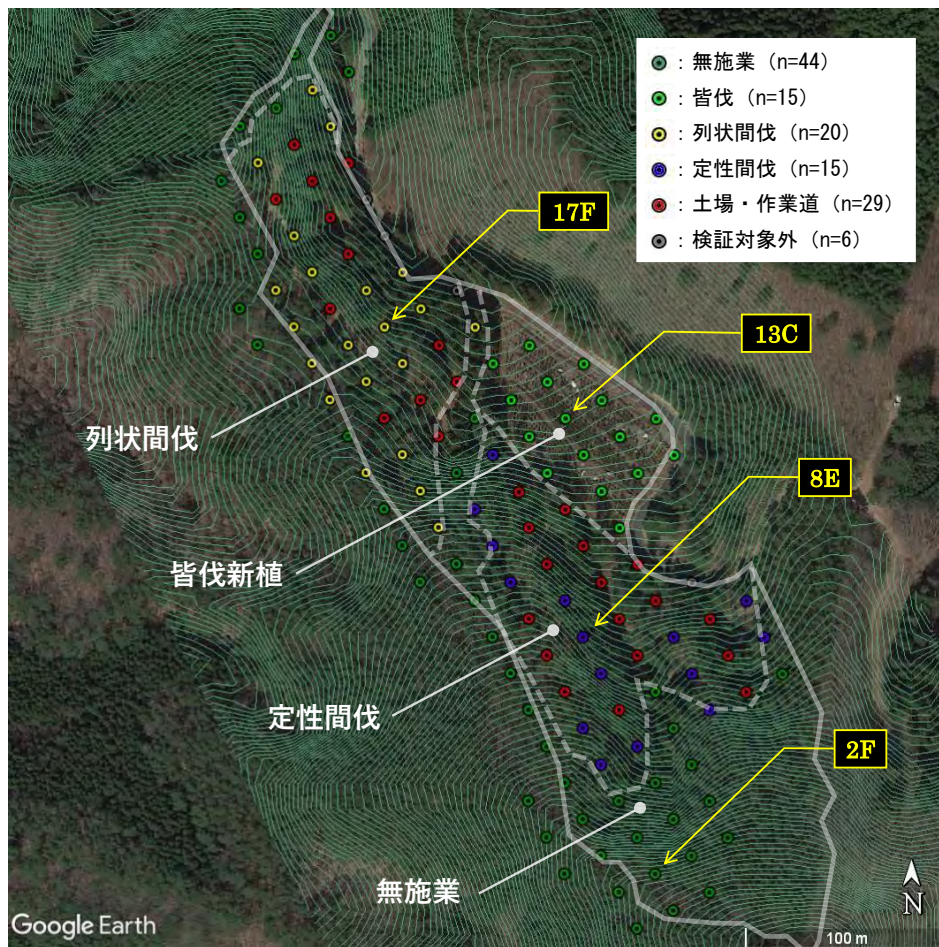 ：無施業（n=44）
：皆伐（n=15）
：列状間伐（n=20）
：定性間伐（n=15）
：土場・作業道（n=29）
：検証対象外（n=6）
17F
13C
列状間伐
8E
皆伐新植
定性間伐
2F
無施業
N
Google Earth
100 m